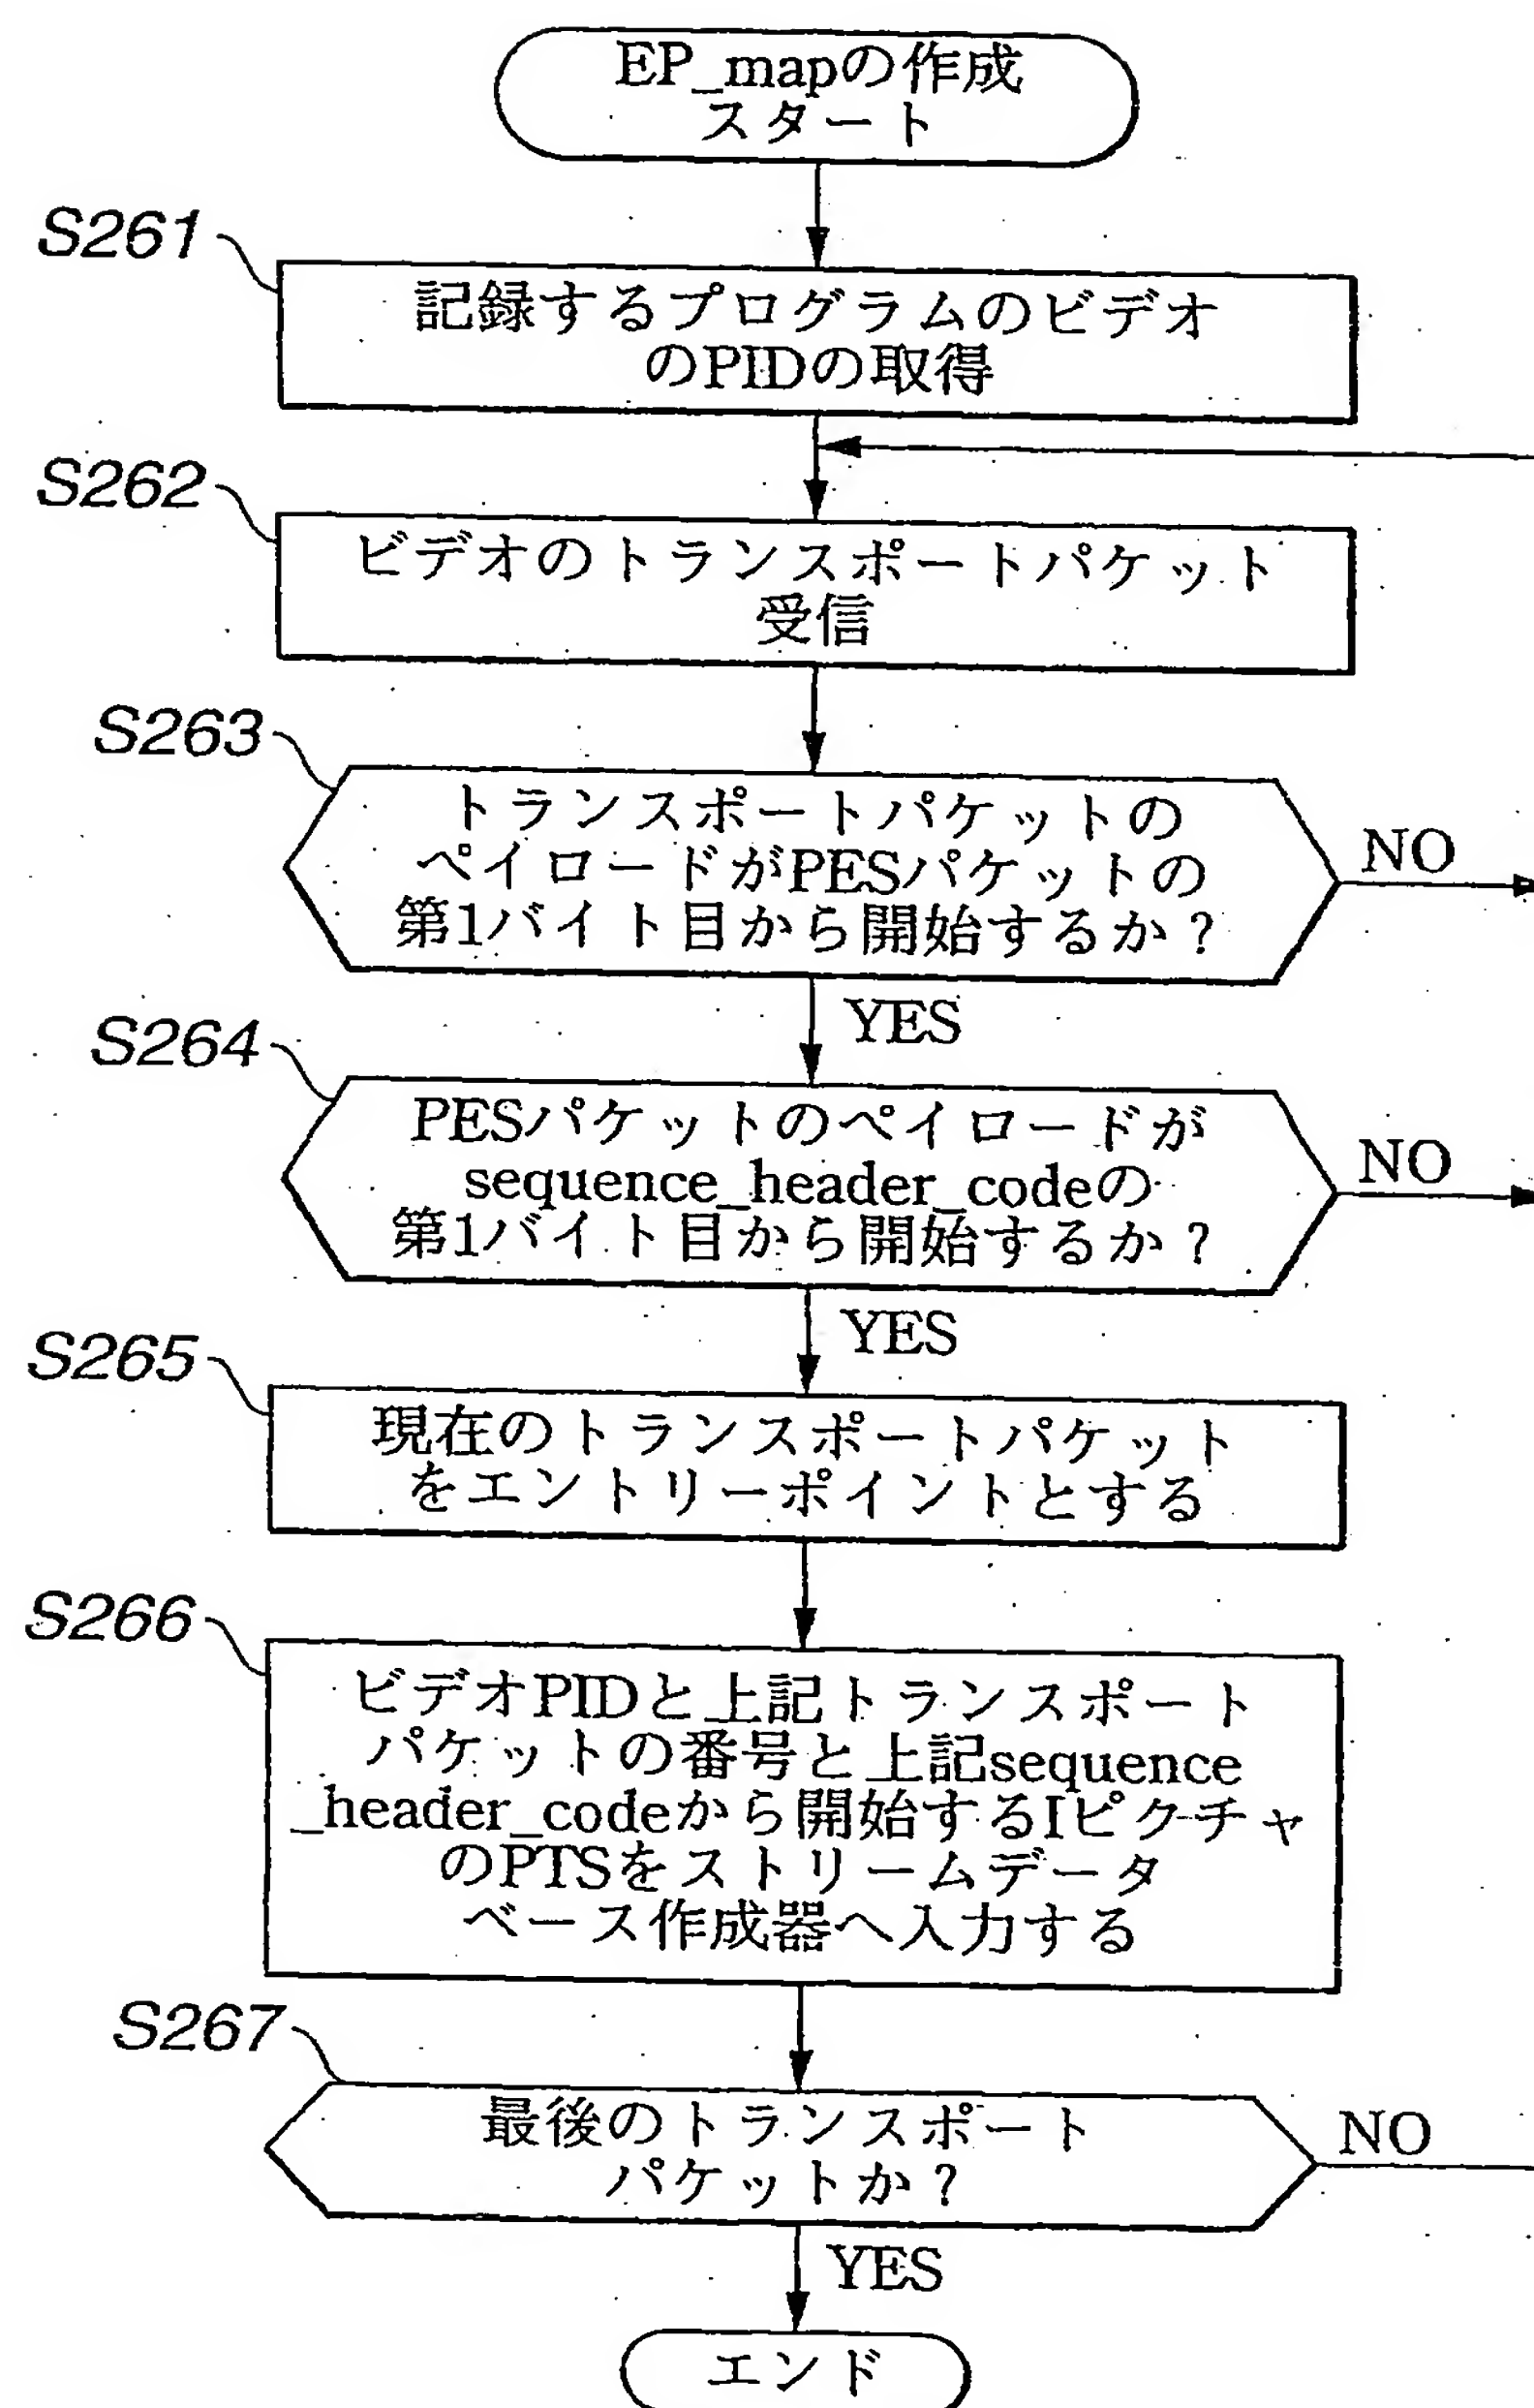 EP_mapの作成
スタート
S261
記録するプログラムのビデオ
のPIDの取得
S262
ビデオのトランスポートパケット
受信
S263
トランスポートパケットの
ペイロードがPESパケットの
第1バイト目から開始するか？
NO
YES
S264
PESパケットのペイロードが
sequence_header_codeの
第1バイト目から開始するか？
NO
YES
S265
現在のトランスポートパケット
をエントリーポイントとする
S266
ビデオPIDと上記トランスポート
パケットの番号と上記sequence
_header_codeから開始するIピクチャ
のPTSをストリームデータ
ベース作成器へ入力する
S267
最後のトランスポート
パケットか？
NO
YES
エンド